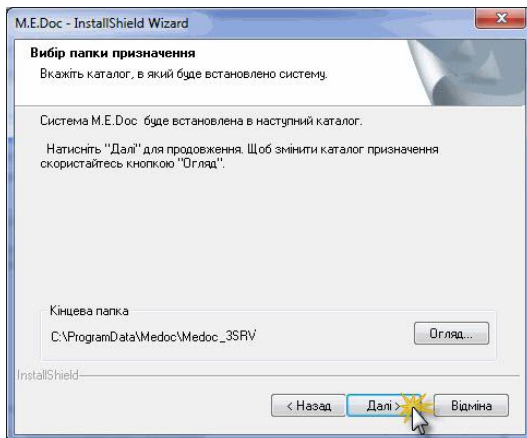 M.E.Doc - InstallShield Wizard
Вибір папки призначення
Вкажіть каталог, в який буде встановлено систему.
Система M.E.Doc буде встановлена в наступний каталог.
Натисніть "Далі" для продовження. Щоб змінити каталог призначення
скористайтесь кнопкою "Огляд".
Кінцева папка
C:\ProgramData\Medoc\Medoc_3SRV
Огляд...
InstallShield
< Назад
Далі >
Відміна